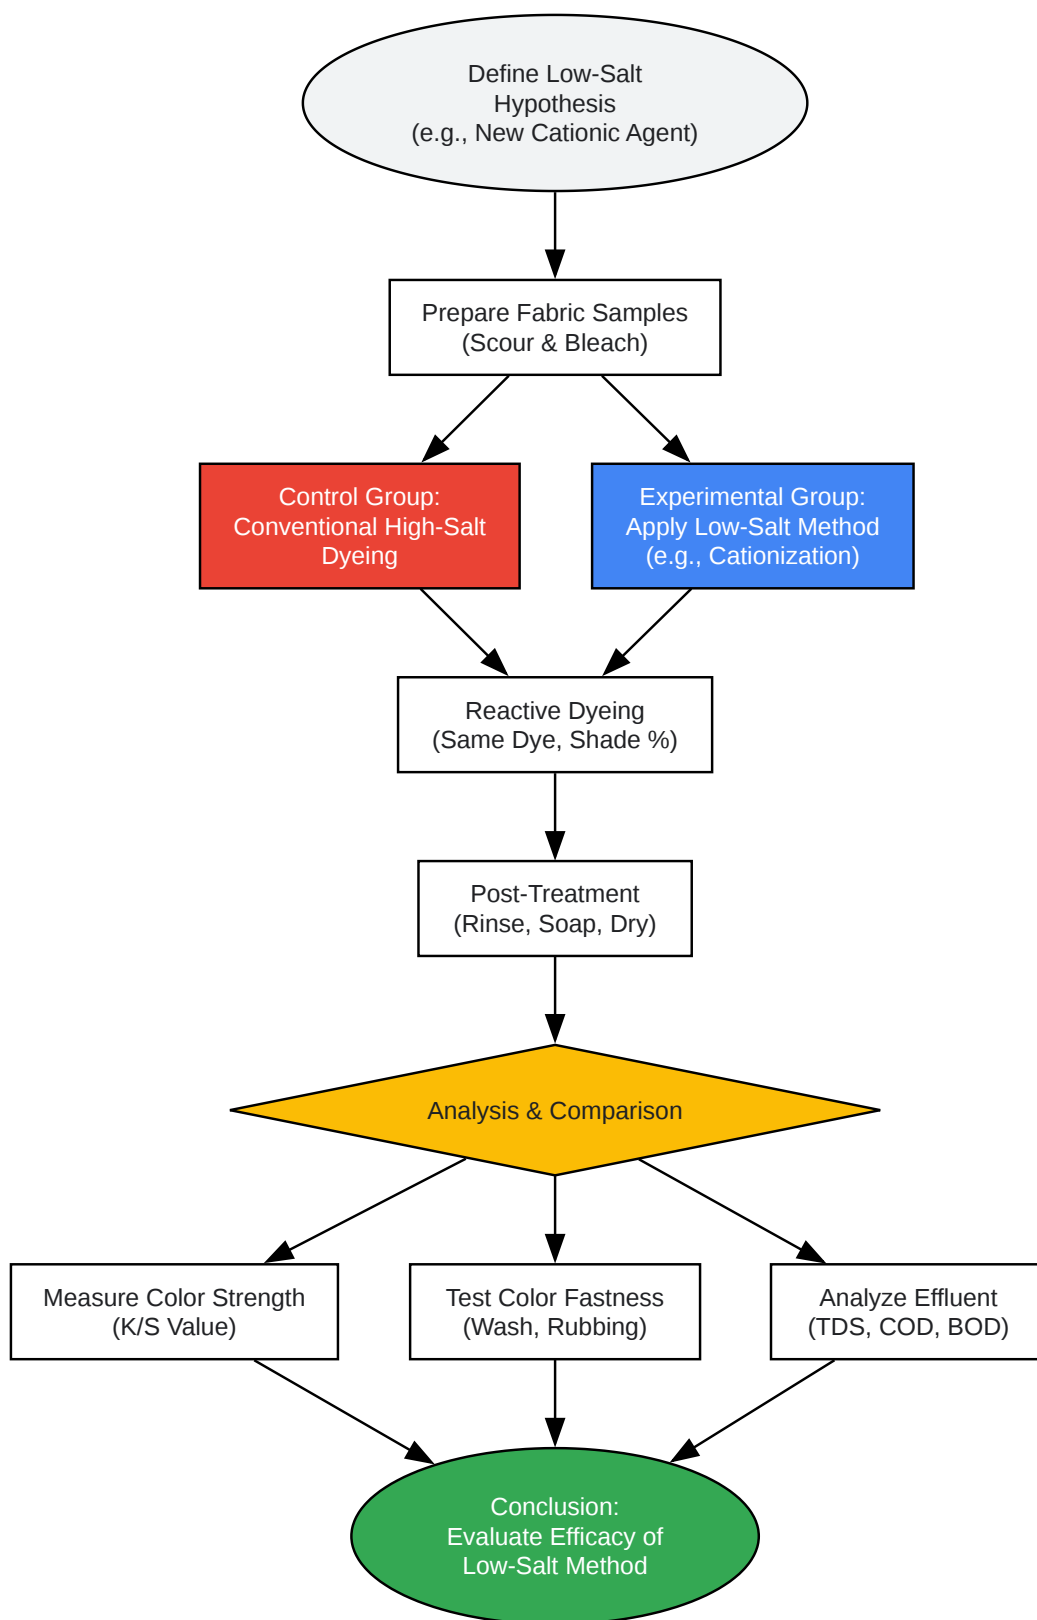 Define Low-Salt
Hypothesis
(e.g., New Cationic Agent)
Prepare Fabric Samples
(Scour & Bleach)
Control Group:
Conventional High-Salt
Dyeing
Experimental Group:
Apply Low-Salt Method
(e.g., Cationization)
Reactive Dyeing
(Same Dye, Shade %)
Post-Treatment
(Rinse, Soap, Dry)
Analysis & Comparison
Measure Color Strength
(K/S Value)
Test Color Fastness
(Wash, Rubbing)
Analyze Effluent
(TDS, COD, BOD)
Conclusion:
Evaluate Efficacy of
Low-Salt Method